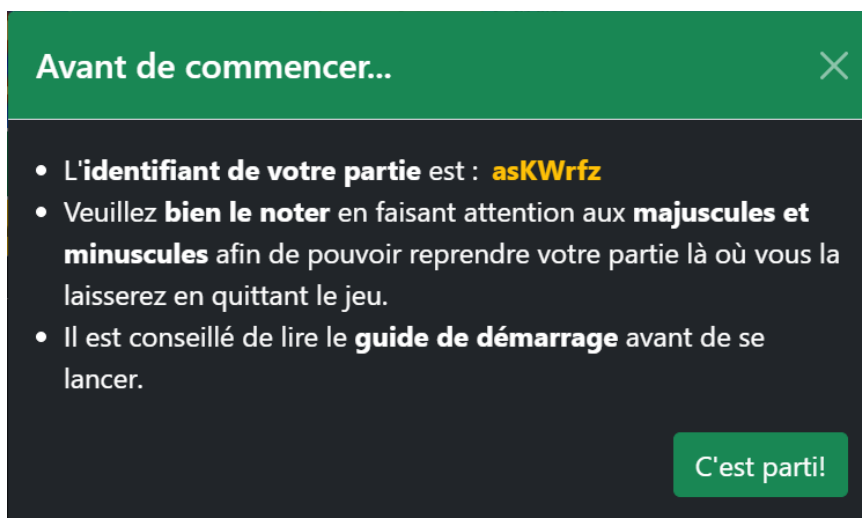 Avant de commencer...
• L'identifiant de votre partie est : asKWrfz
• Veuillez bien le noter en faisant attention aux majuscules et
minuscules afin de pouvoir reprendre votre partie là où vous la
laisserez en quittant le jeu.
• Il est conseillé de lire le guide de démarrage avant de se
lancer.
C'est parti!